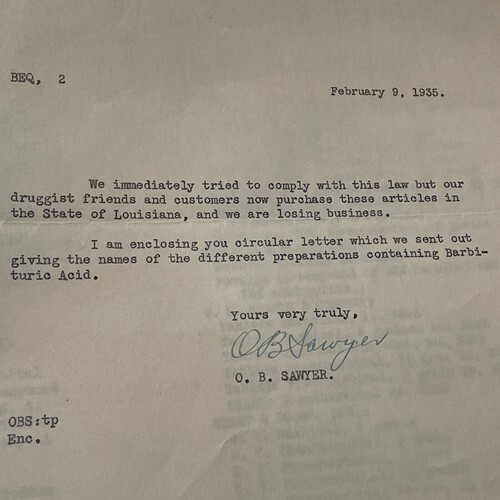 BEQ, 2
February 9, 1935.
We immediately tried to comply with this law but our
druggist friends and customers now purchase these articles in
the State of Louisiana, and we are losing business.
I am enclosing you circular letter which we sent out
giving the names of the different preparations containing Barbi-
turic Acid.
Yours very truly,
O B Sawyer
O. B. SAWYER.
OBS:tp
Enc.